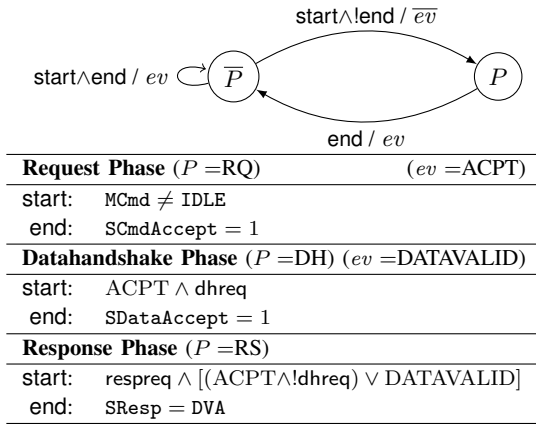 start∧!end / e̅v̅
start∧end / ev
P̅
P
end / ev
Request Phase (P =RQ) (ev =ACPT)
start: MCmd ≠ IDLE
end: SCmdAccept = 1
Datahandshake Phase (P =DH) (ev =DATAVALID)
start: ACPT ∧ dhreq
end: SDataAccept = 1
Response Phase (P =RS)
start: respreq ∧ [(ACPT∧!dhreq) ∨ DATAVALID]
end: SResp = DVA